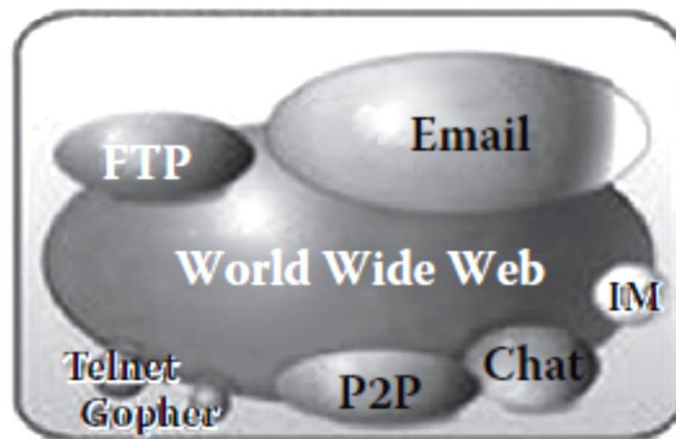 Email
FTP
World Wide Web
IM
Telnet
Chat
P2P
Gopher